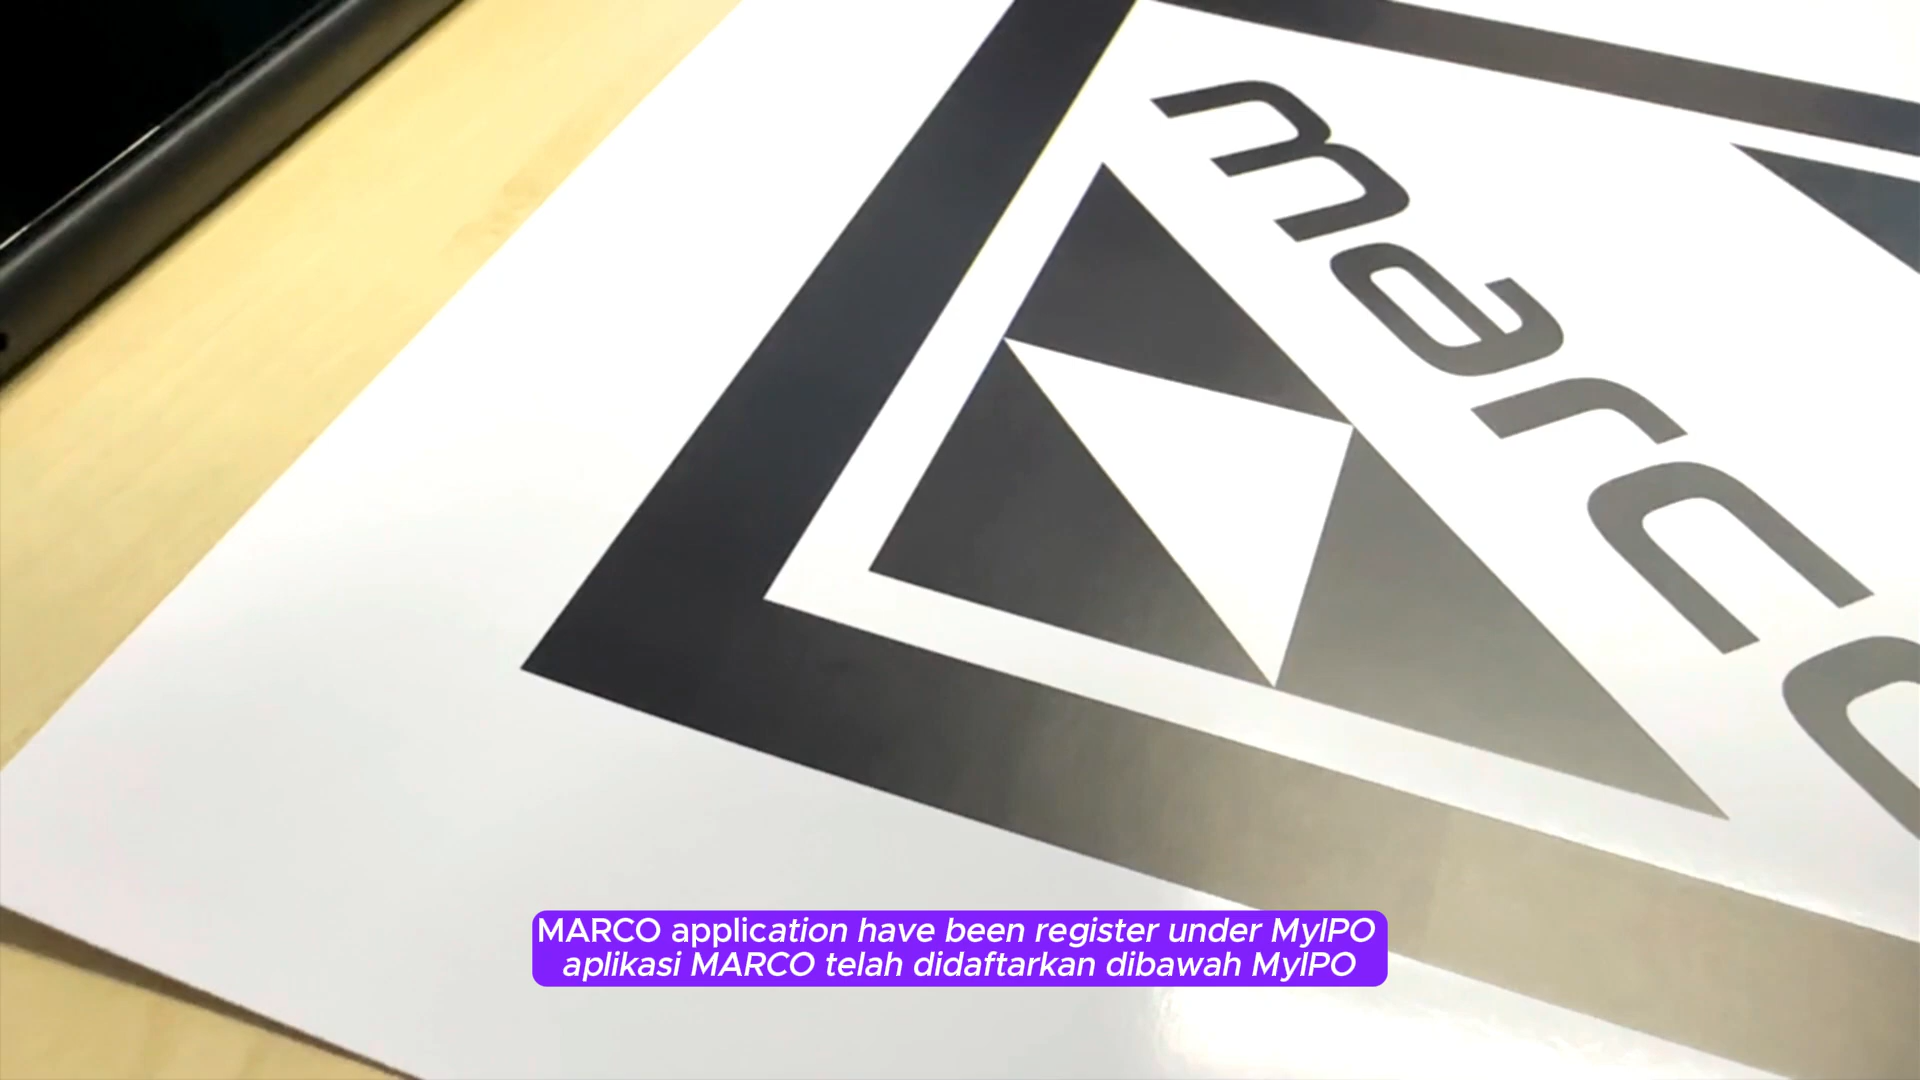 marco
MARCO application have been register under MyIPO
aplikasi MARCO telah didaftarkan dibawah MyIPO